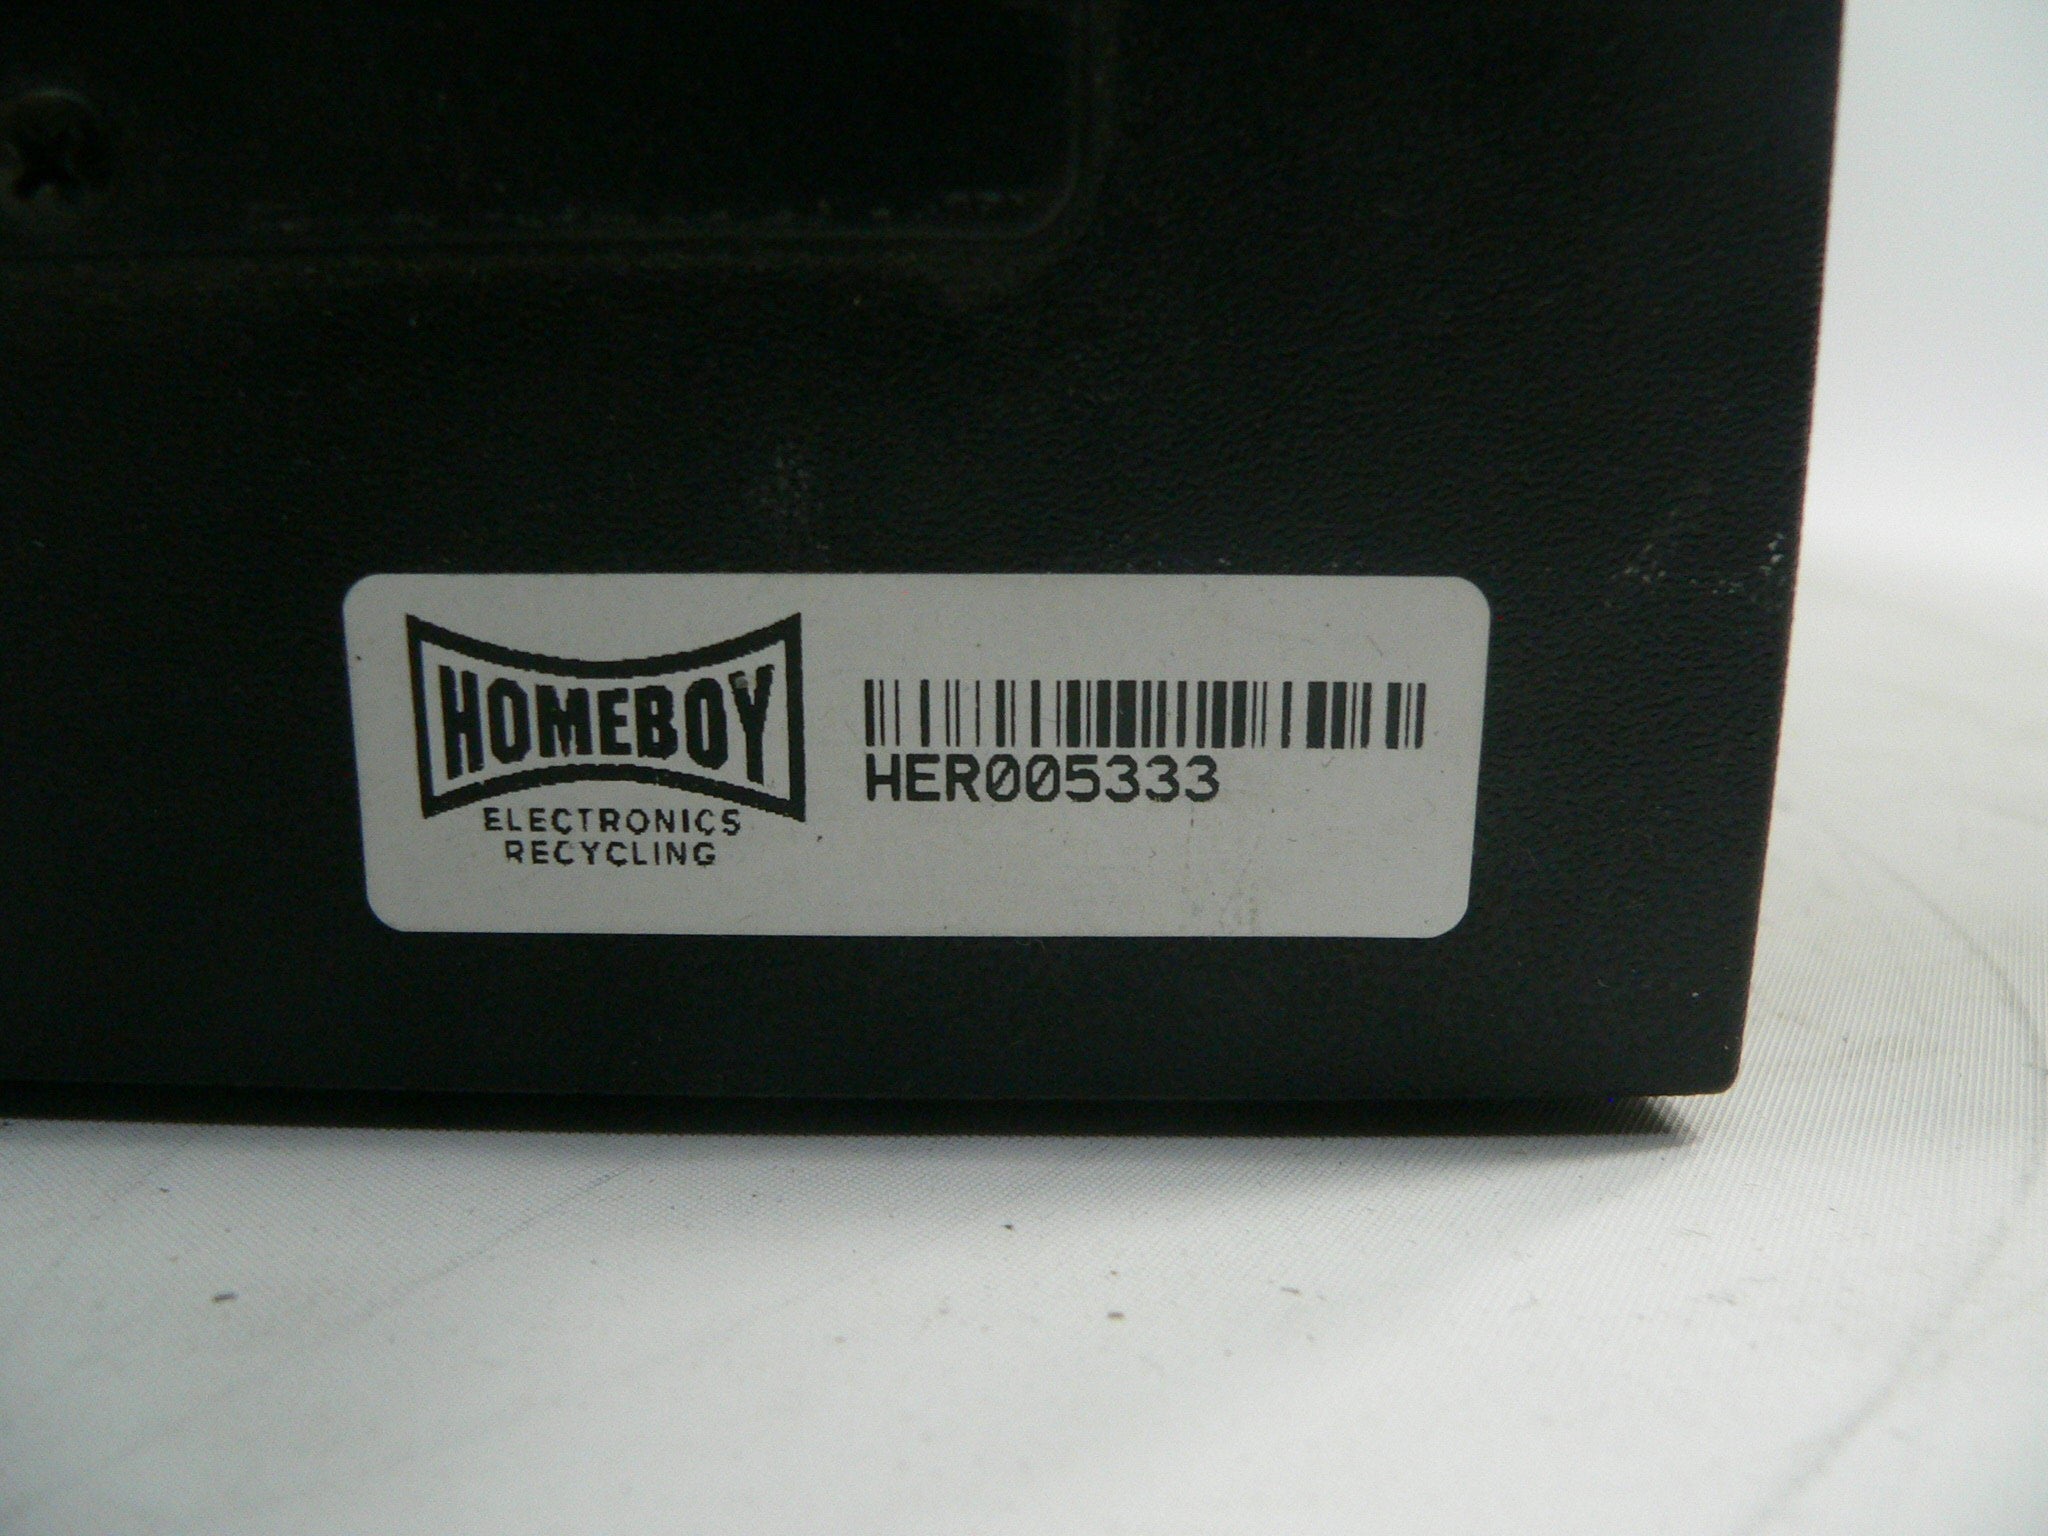 HOMEBOY
ELECTRONICS
RECYCLING
HER005333